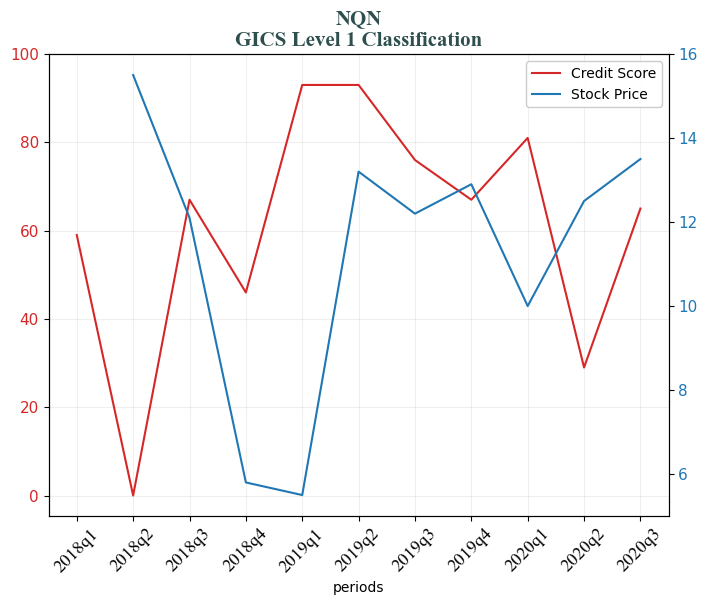 NQN
GICS Level 1 Classification
Credit Score
Stock Price
100
80
60
40
20
0
16
14
12
10
8
6
2018q1
2018q2
2018q3
2018q4
2019q1
2019q2
2019q3
2019q4
2020q1
2020q2
2020q3
periods